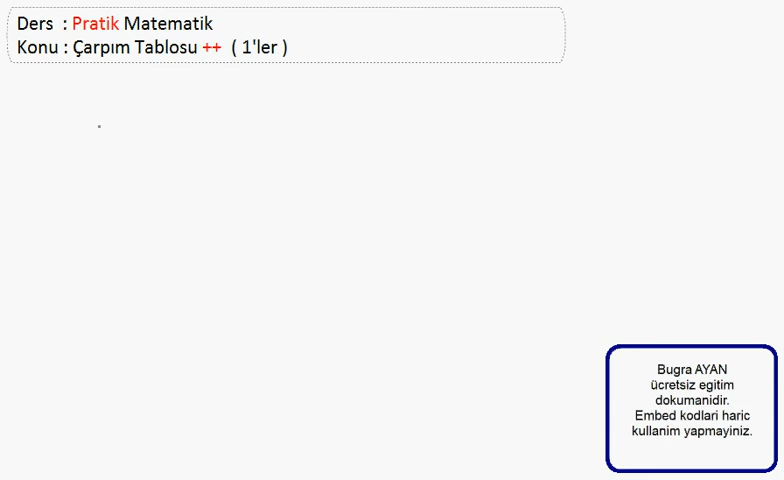 Ders : Pratik Matematik
Konu : Çarpım Tablosu ++ ( 1'ler )
Bugra AYAN
ücretsiz egitim
dokumanidir.
Embed kodlari haric
kullanim yapmayiniz.